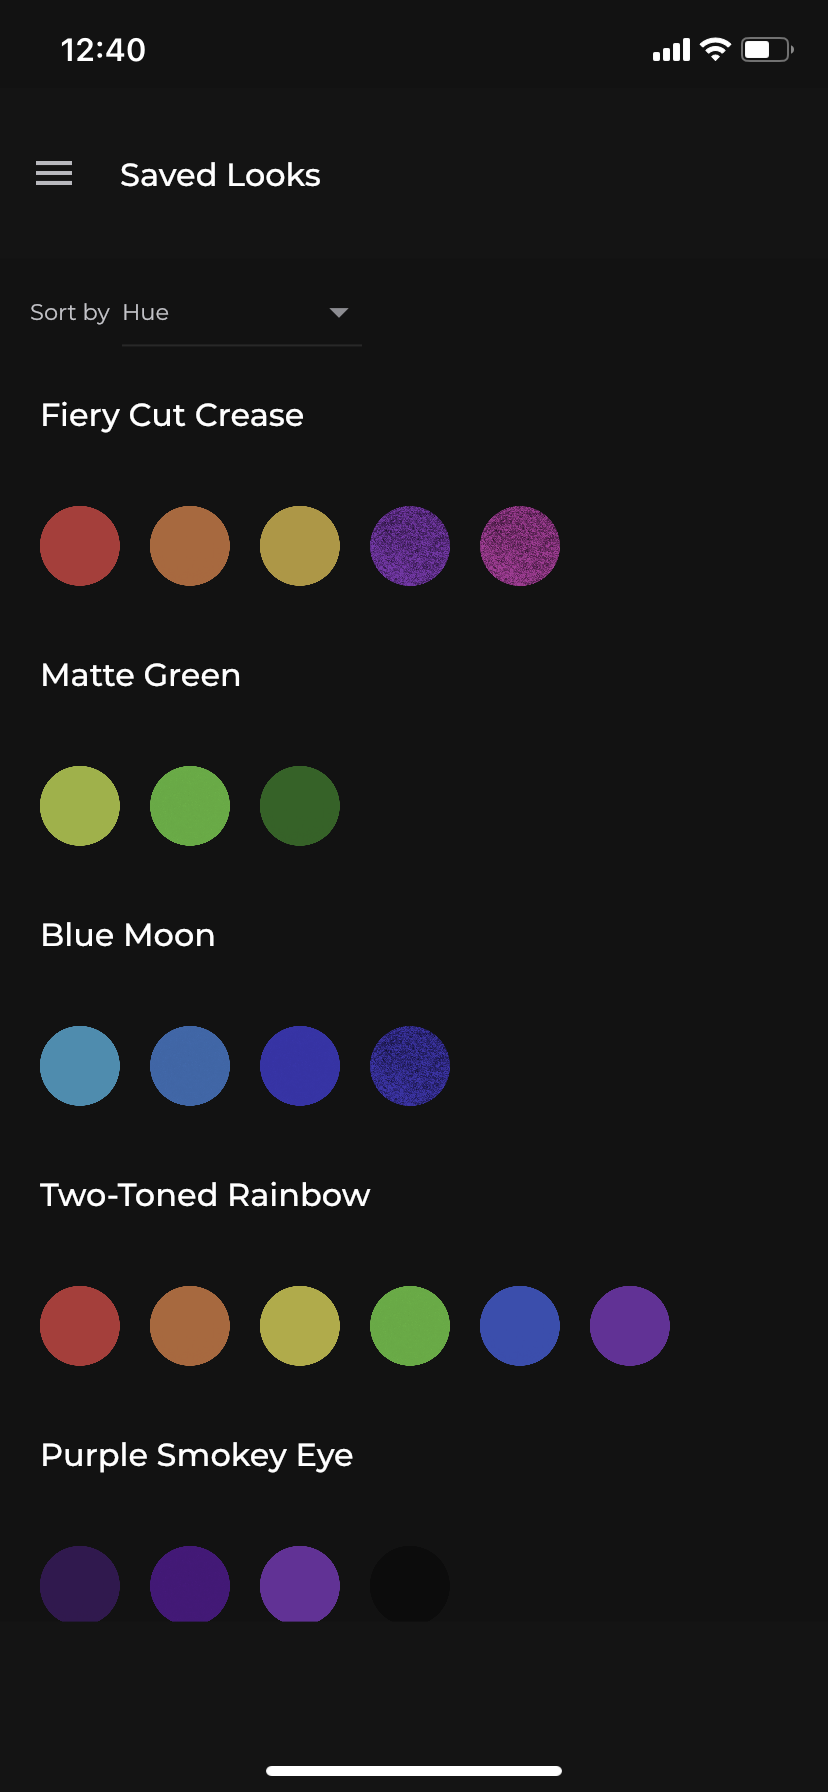 12:40
Saved Looks
Sort by Hue
Fiery Cut Crease
Matte Green
Blue Moon
Two-Toned Rainbow
Purple Smokey Eye